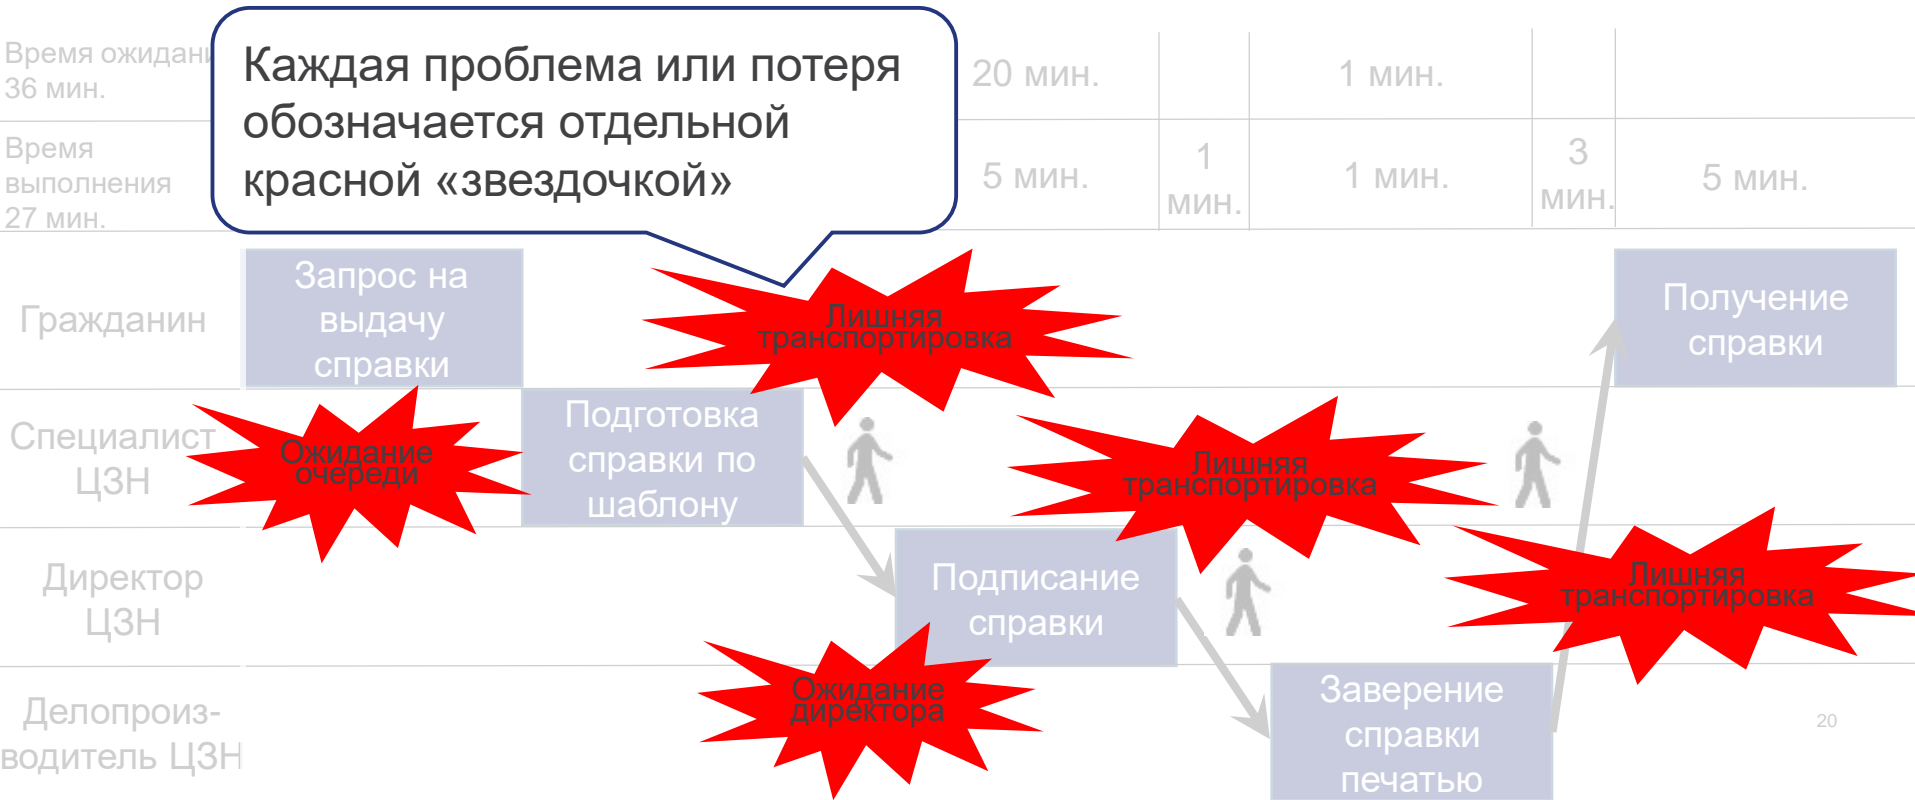 Время ожидани
36 мин.
Каждая проблема или потеря
обозначается отдельной
красной «звездочкой»
20 мин.
1 мин.
Время
выполнения
27 мин.
5 мин.
1
мин.
1 мин.
3
мин.
5 мин.
Гражданин
Запрос на
выдачу
справки
Лишняя
транспортировка
Получение
справки
Специалист
ЦЗН
Ожидание
очереди
Подготовка
справки по
шаблону
Лишняя
транспортировка
Директор
ЦЗН
Подписание
справки
Лишняя
транспортировка
Делопроиз-
водитель ЦЗН
Ожидание
директора
Заверение
справки
печатью
20